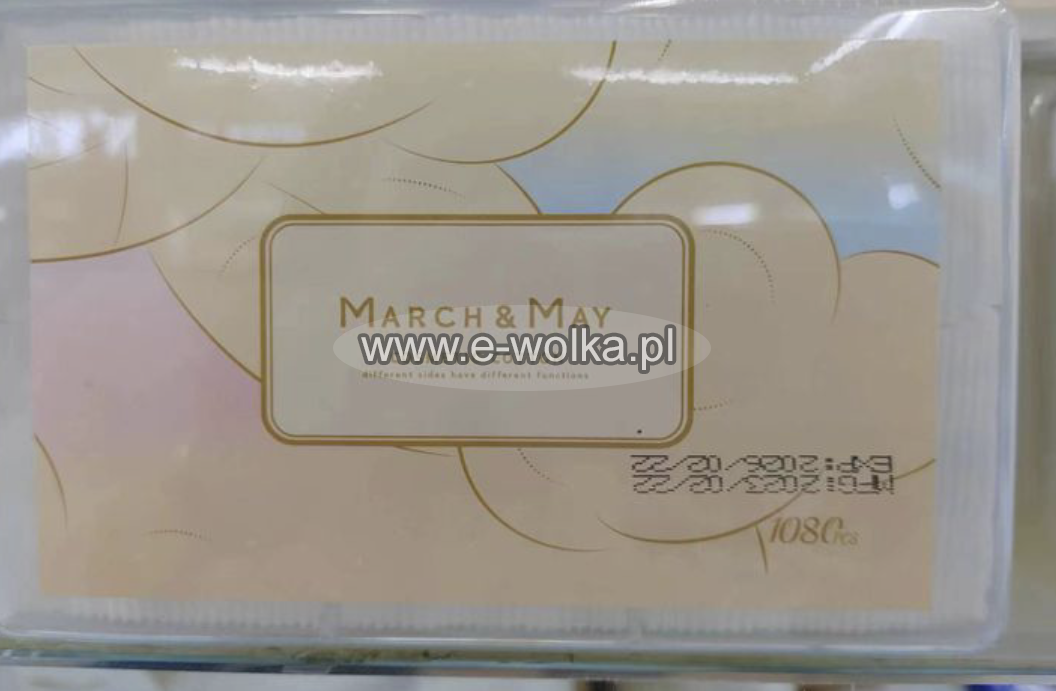 MARCH & MAY
www.e-wolka.pl
different sides have different functions
EXP:2026/02/22
MFG:2023/02/22
1080PCS